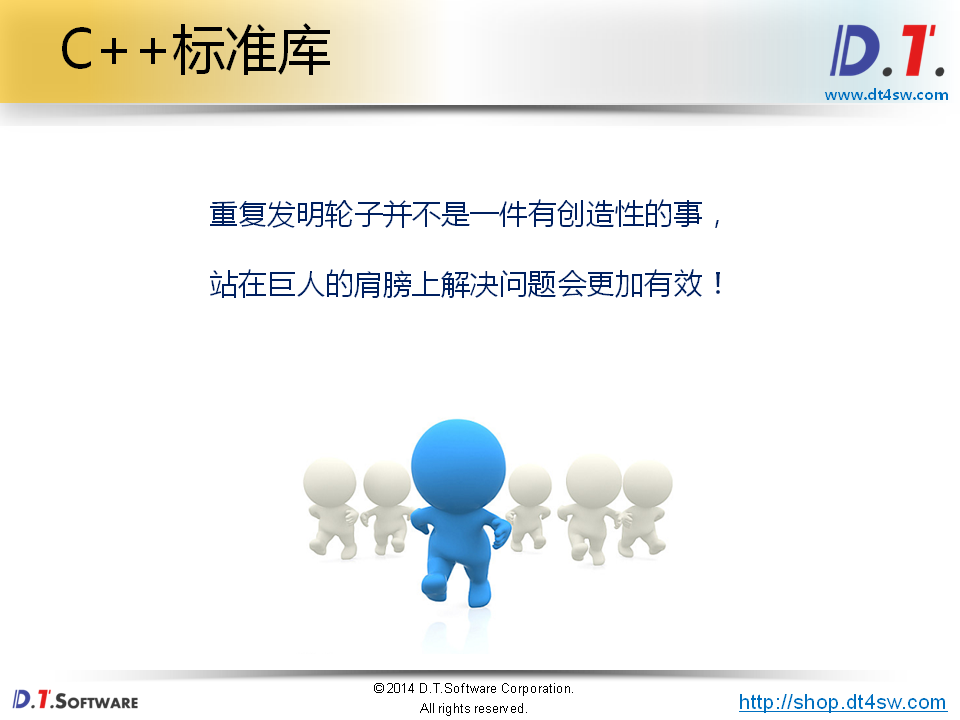 C++标准库
D.T.
www.dt4sw.com
重复发明轮子并不是一件有创造性的事，
站在巨人的肩膀上解决问题会更加有效！
D.T.SOFTWARE
©2014 D.T.Software Corporation.
All rights reserved.
http://shop.dt4sw.com